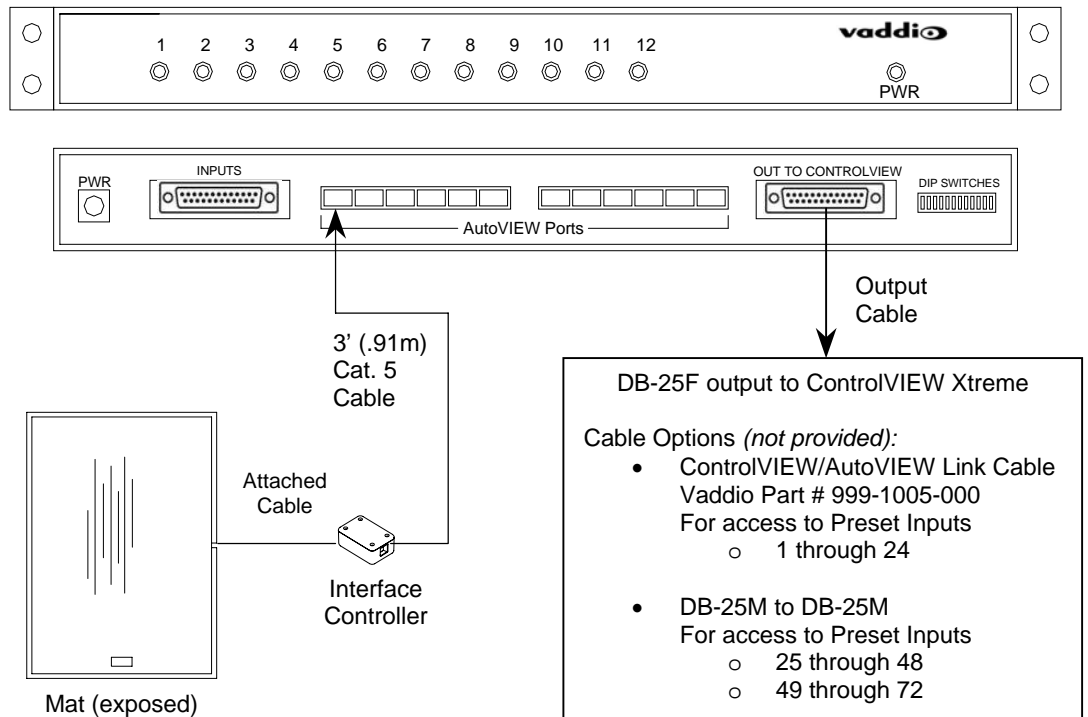 1 2 3 4 5 6 7 8 9 10 11 12
vaddio
PWR
PWR
INPUTS
AutoVIEW Ports
OUT TO CONTROLVIEW
DIP SWITCHES
3' (.91m)
Cat. 5
Cable
Output
Cable
Attached
Cable
Interface
Controller
Mat (exposed)
DB-25F output to ControlVIEW Xtreme
Cable Options (not provided):
• ControlVIEW/AutoVIEW Link Cable
Vaddio Part # 999-1005-000
For access to Preset Inputs
o 1 through 24
• DB-25M to DB-25M
For access to Preset Inputs
o 25 through 48
o 49 through 72